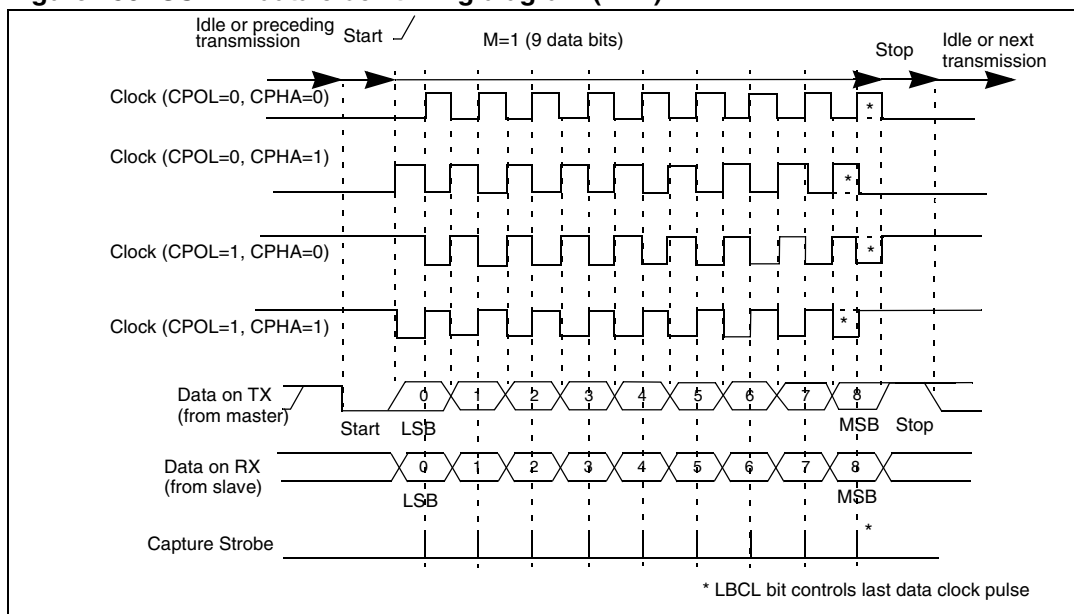 Idle or preceding
transmission
Start
M=1 (9 data bits)
Stop
Idle or next
transmission
Clock (CPOL=0, CPHA=0)
*
Clock (CPOL=0, CPHA=1)
*
Clock (CPOL=1, CPHA=0)
*
Clock (CPOL=1, CPHA=1)
*
Data on TX
(from master)
0 1 2 3 4 5 6 7 8
Start LSB MSB Stop
Data on RX
(from slave)
0 1 2 3 4 5 6 7 8
LSB MSB
Capture Strobe
*
* LBCL bit controls last data clock pulse